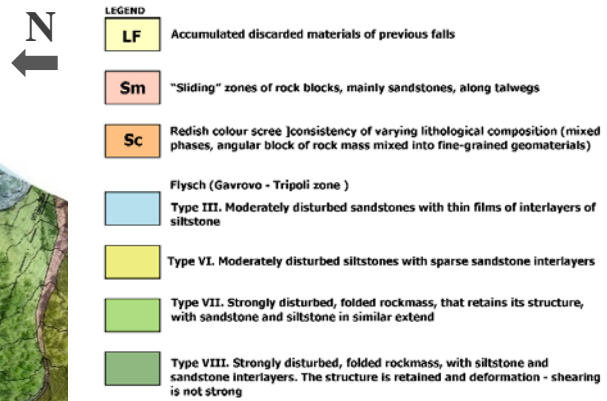 N
LEGEND
LF
Accumulated discarded materials of previous falls
Sm
“Sliding” zones of rock blocks, mainly sandstones, along talwegs
Sc
Redish colour scree ]consistency of varying lithological composition (mixed
phases, angular block of rock mass mixed into fine-grained geomaterials)
Flysch (Gavrovo - Tripoli zone )
Type III. Moderately disturbed sandstones with thin films of interlayers of
siltstone
Type VI. Moderately disturbed siltstones with sparse sandstone interlayers
Type VII. Strongly disturbed, folded rockmass, that retains its structure,
with sandstone and siltstone in similar extend
Type VIII. Strongly disturbed, folded rockmass, with siltstone and
sandstone interlayers. The structure is retained and deformation - shearing
is not strong